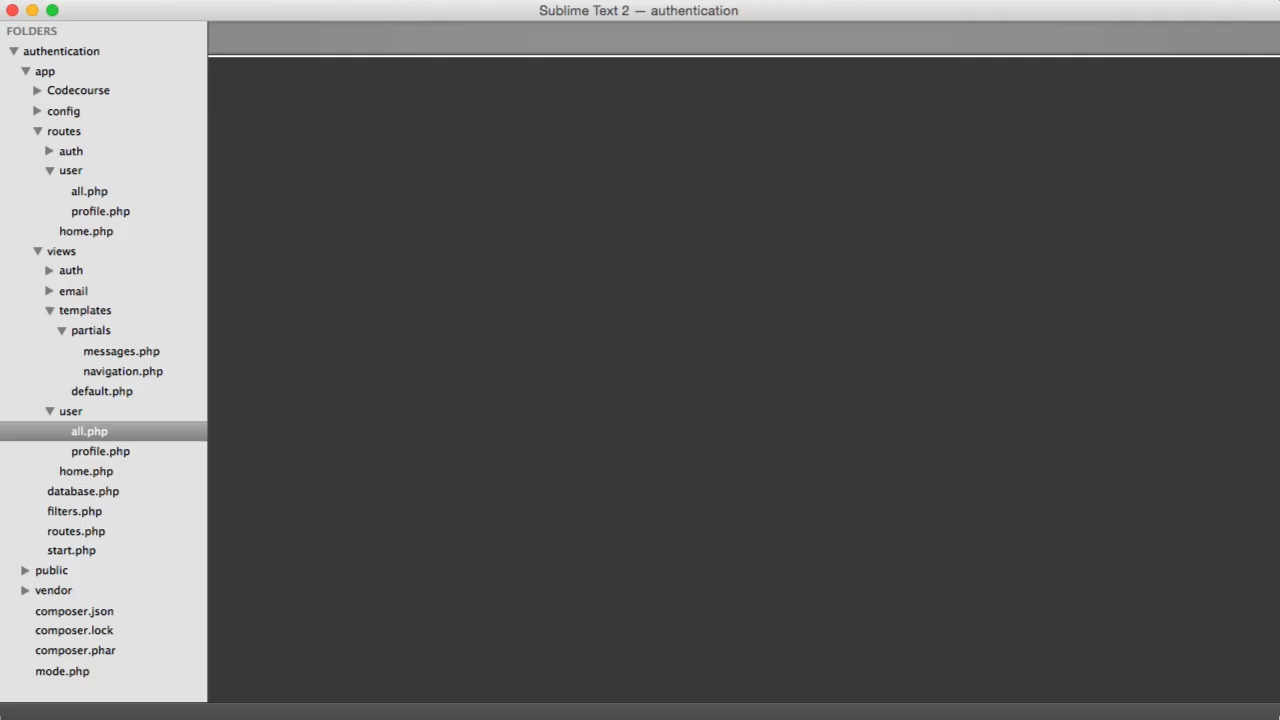 Sublime Text 2 — authentication
FOLDERS
authentication
app
Codecourse
config
routes
auth
user
all.php
profile.php
home.php
views
auth
email
templates
partials
messages.php
navigation.php
default.php
user
all.php
profile.php
home.php
database.php
filters.php
routes.php
start.php
public
vendor
composer.json
composer.lock
composer.phar
mode.php